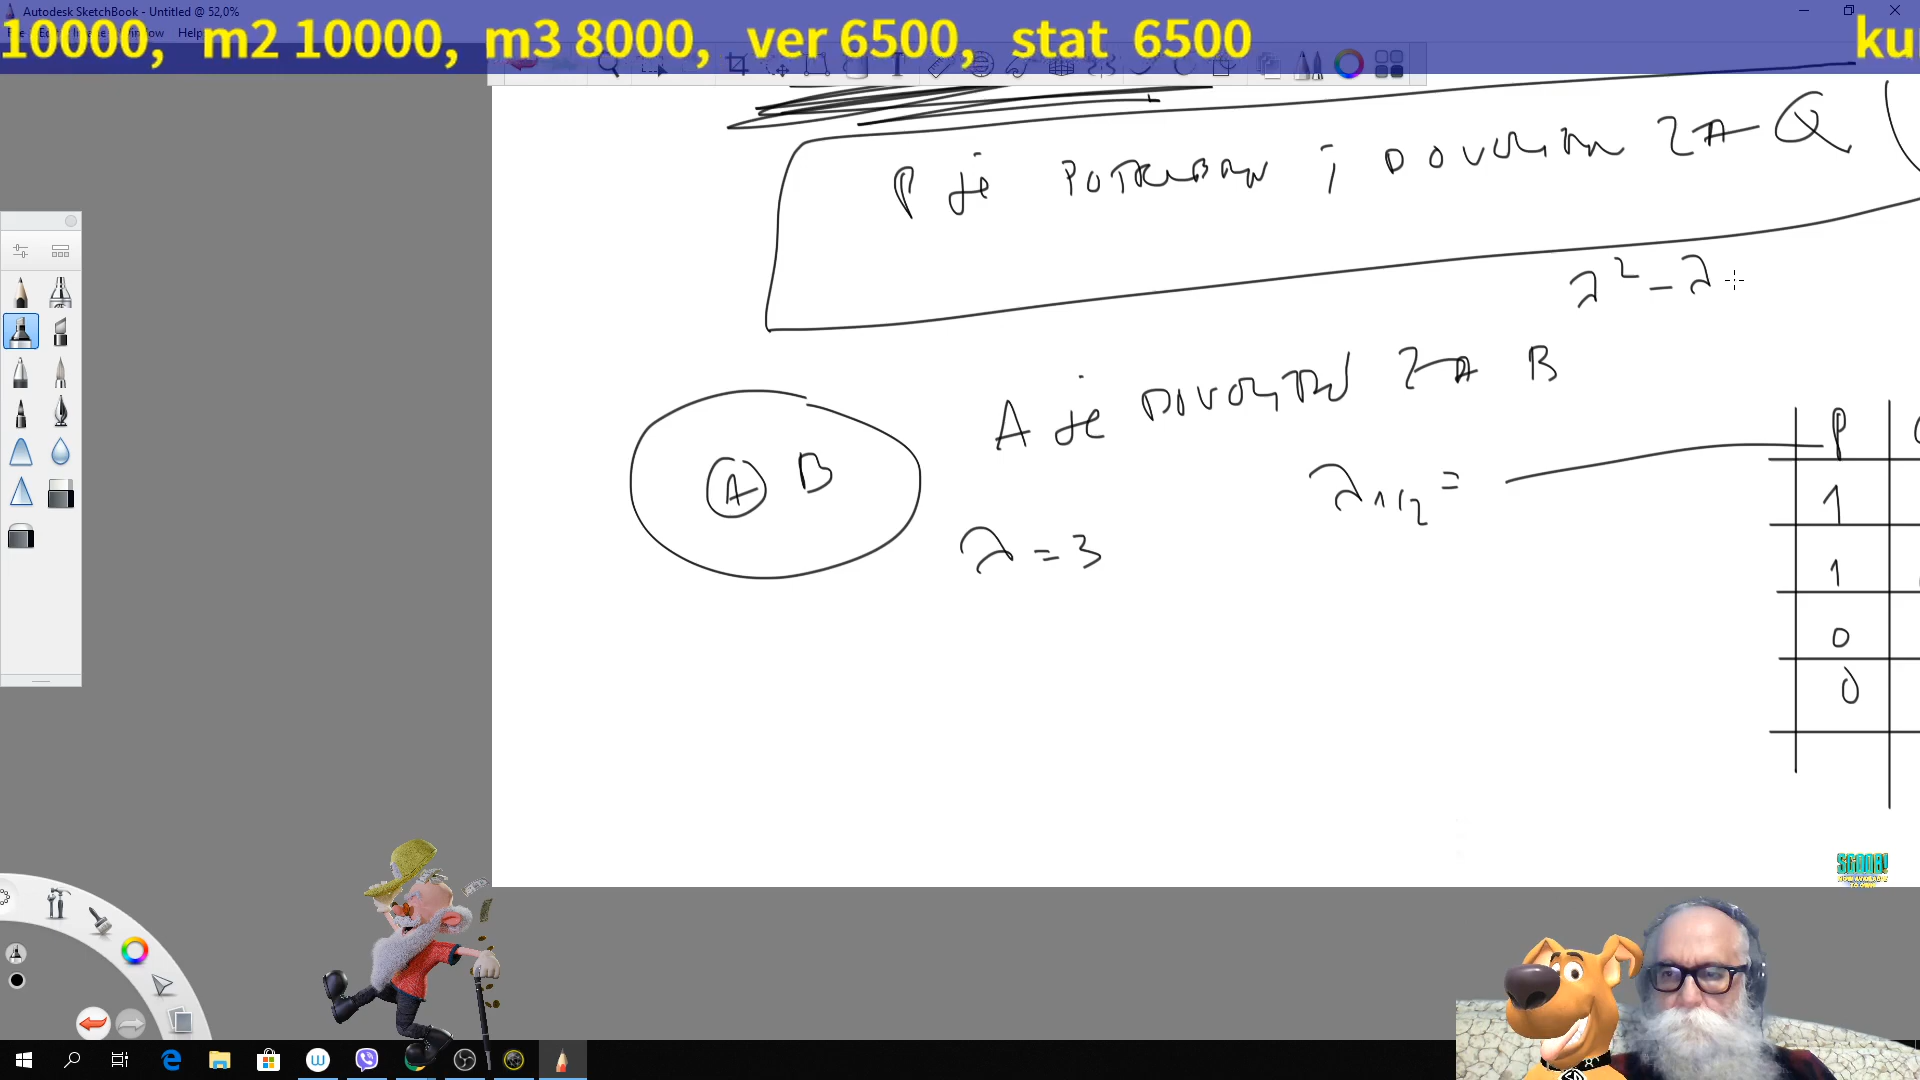 Autodesk SketchBook - Untitled @ 52,0%
Help
10000, m2 10000, m3 8000, ver 6500, stat 6500 ku
P je POTREBAN i DOVOLJAN ZA Q
λ² - λ
A je DOVOLJAN ZA B
A B
λ₁/₂ =
λ = 3
P
1
1
0
0
SCOOB!